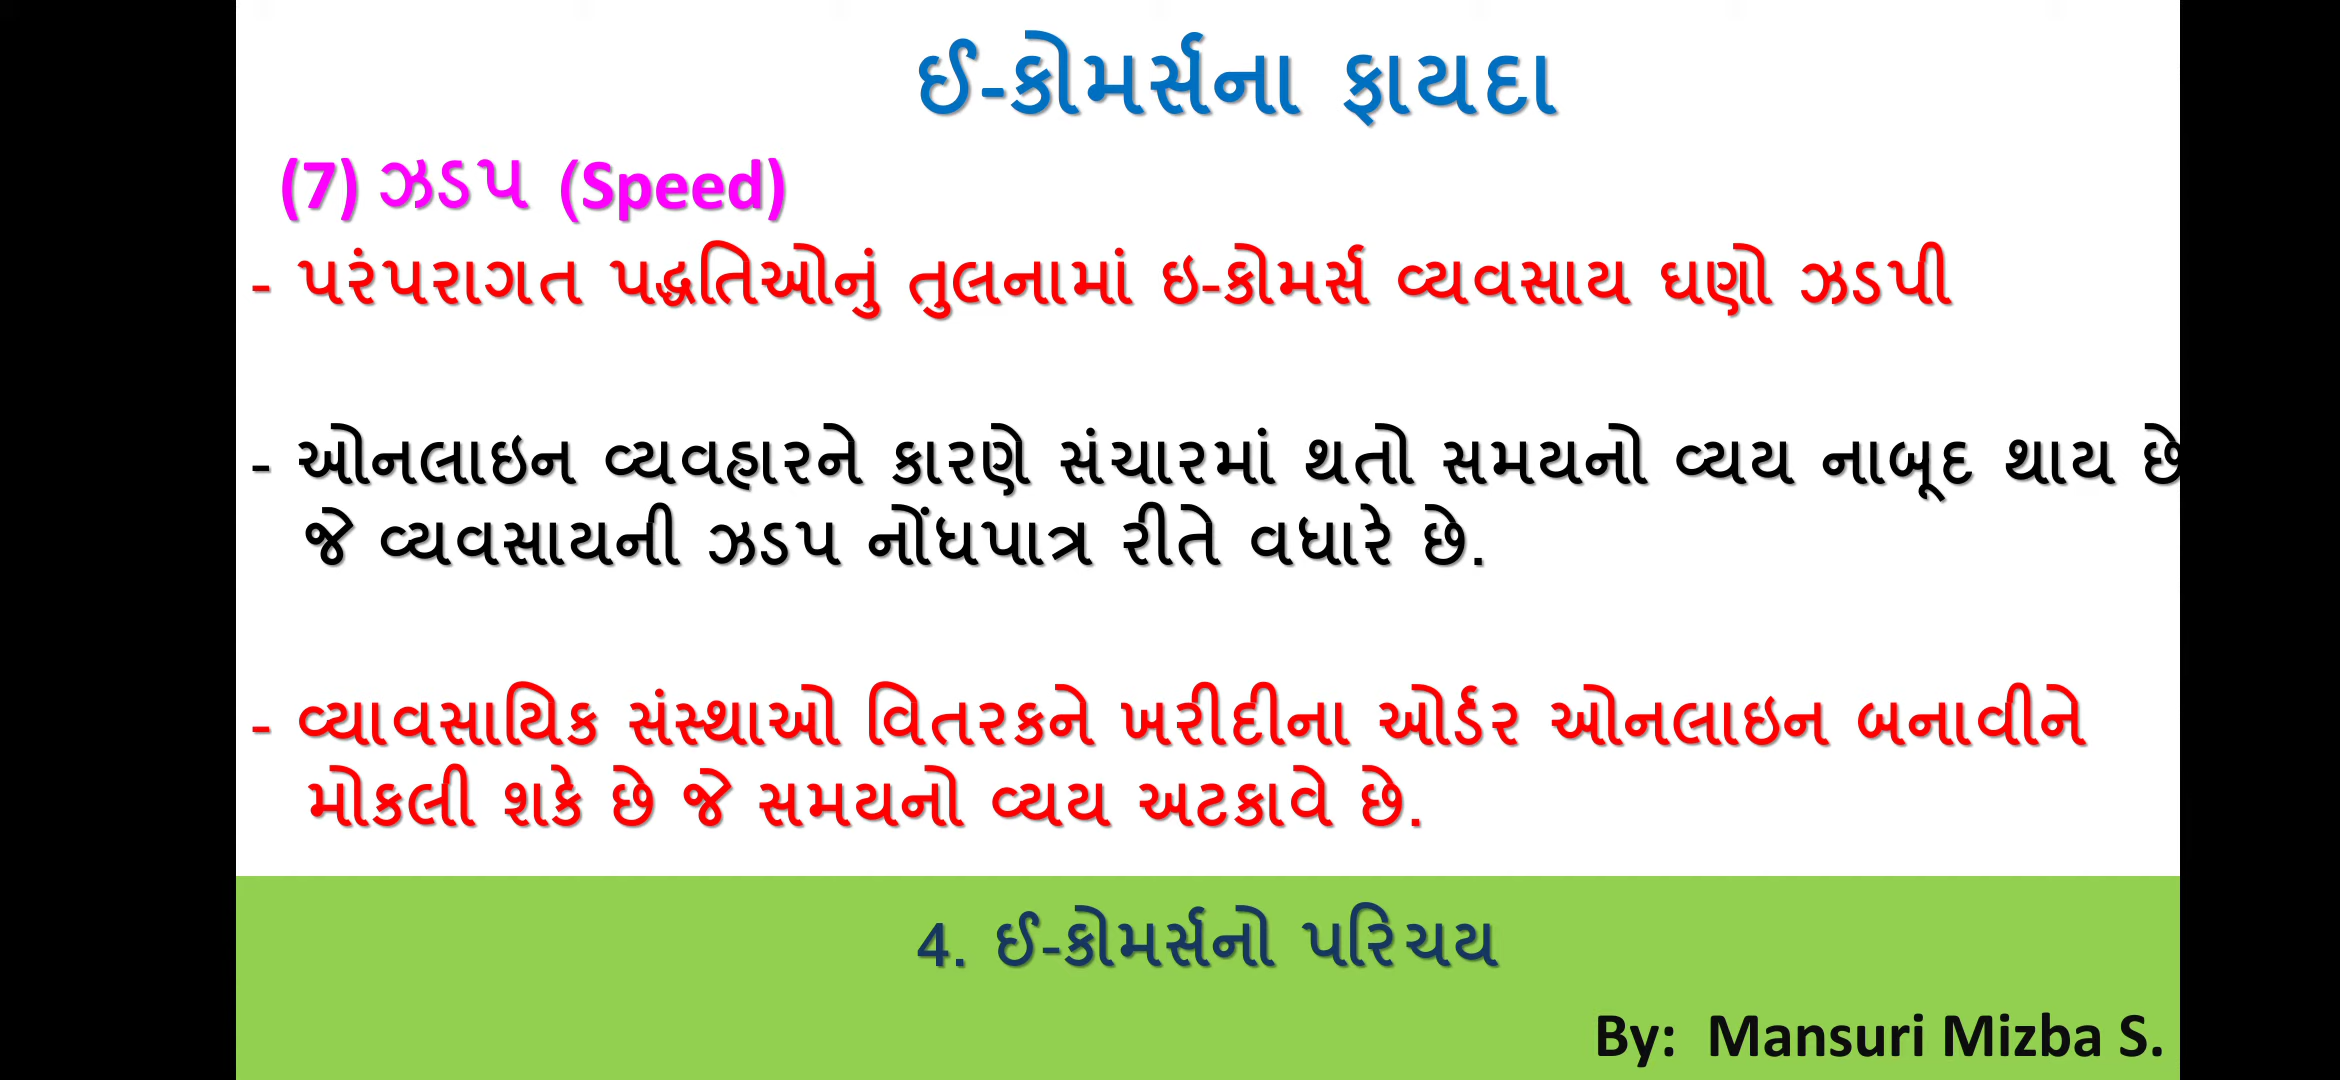 ઈ-કોમર્સના ફાયદા
(7) ઝડપ (Speed)
- પરંપરાગત પદ્ધતિઓનું તુલનામાં ઇ-કોમર્સ વ્યવસાય ઘણો ઝડપી
- ઓનલાઇન વ્યવહારને કારણે સંચારમાં થતો સમયનો વ્યય નાબૂદ થાય છે
જે વ્યવસાયની ઝડપ નોંધપાત્ર રીતે વધારે છે.
- વ્યાવસાયિક સંસ્થાઓ વિતરકને ખરીદીના ઓર્ડર ઓનલાઇન બનાવીને
મોકલી શકે છે જે સમયનો વ્યય અટકાવે છે.
4. ઈ-કોમર્સનો પરિચય
By: Mansuri Mizba S.